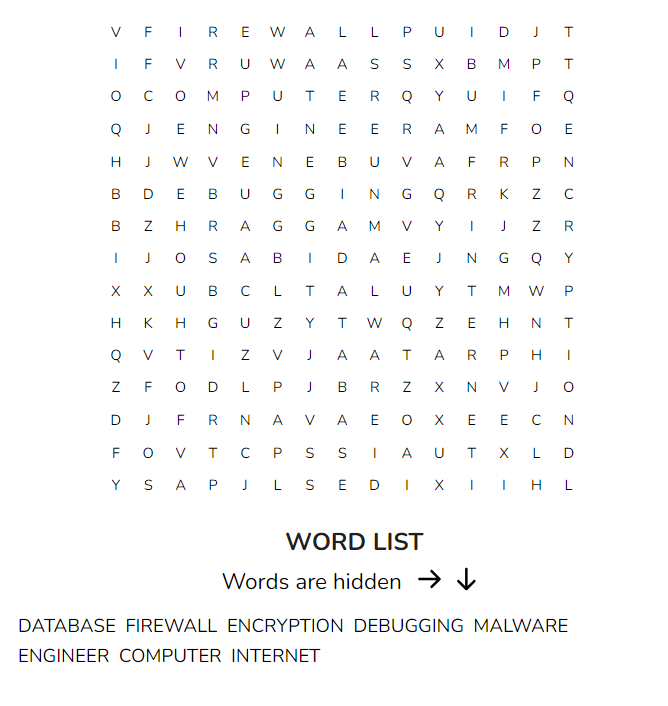 V F I R E W A L L P U I D J T
I F V R U W A A S S X B M P T
O C O M P U T E R Q Y U I F Q
Q J E N G I N E E R A M F O E
H J W V E N E B U V A F R P N
B D E B U G G I N G Q R K Z C
B Z H R A G G A M V Y I J Z R
I J O S A B I D A E J N G Q Y
X X U B C L T A L U Y T M W P
H K H G U Z Y T W Q Z E H N T
Q V T I Z V J A A T A R P H I
Z F O D L P J B R Z X N V J O
D J F R N A V A E O X E E C N
F O V T C P S S I A U T X L D
Y S A P J L S E D I X I I H L
WORD LIST
Words are hidden → ↓
DATABASE FIREWALL ENCRYPTION DEBUGGING MALWARE
ENGINEER COMPUTER INTERNET